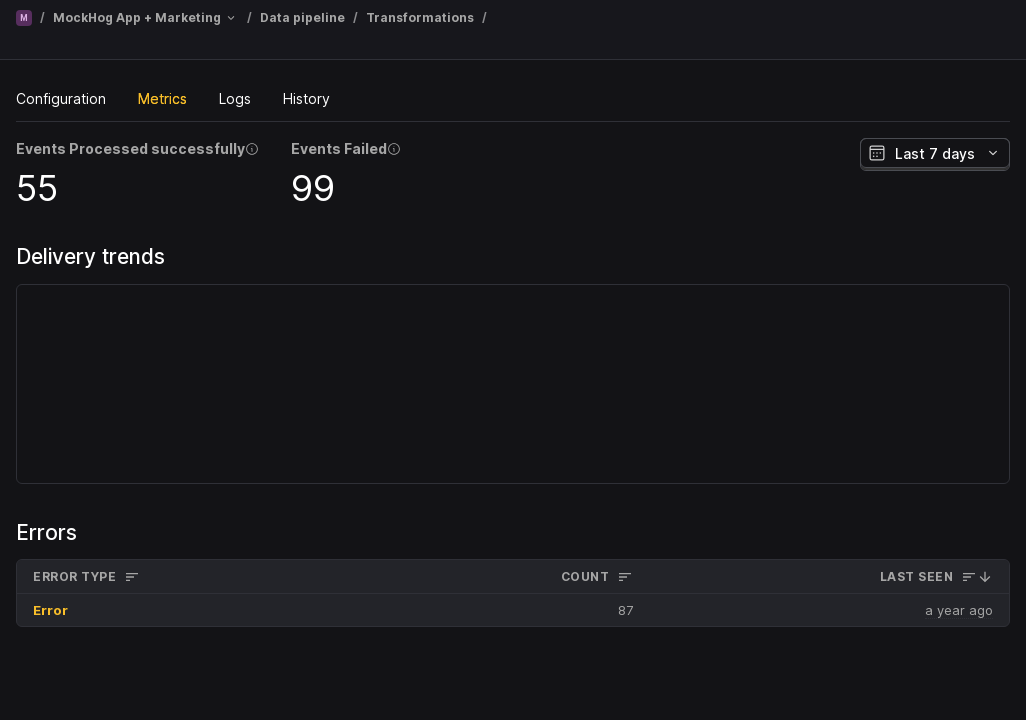 M / MockHog App + Marketing / Data pipeline / Transformations /
Configuration Metrics Logs History
Events Processed successfully Events Failed
Last 7 days
55 99
Delivery trends
Errors
ERROR TYPE COUNT LAST SEEN
Error 87 a year ago